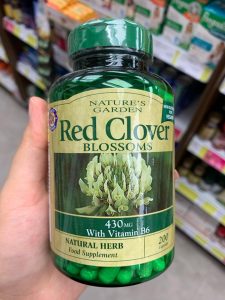 NATURE'S
GARDEN
Red Clover
BLOSSOMS
430MG
With Vitamin B6
NATURAL HERB
Food Supplement
200